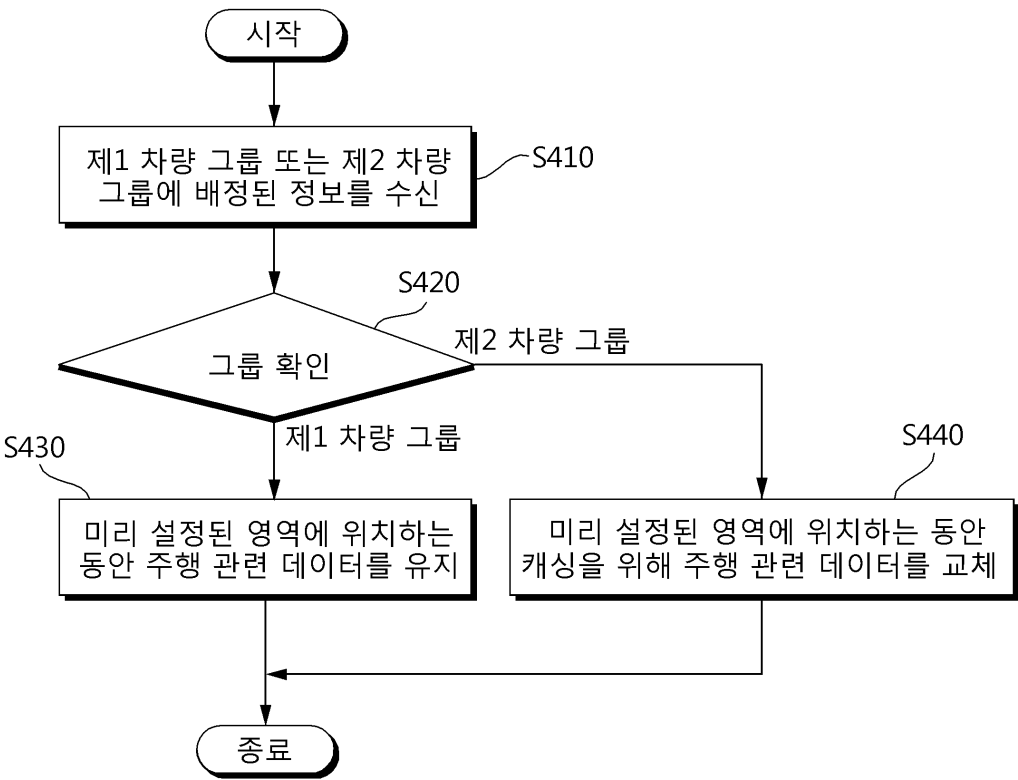 시작
제1 차량 그룹 또는 제2 차량
그룹에 배정된 정보를 수신
S410
S420
그룹 확인
제2 차량 그룹
제1 차량 그룹
S430
미리 설정된 영역에 위치하는
동안 주행 관련 데이터를 유지
S440
미리 설정된 영역에 위치하는 동안
캐싱을 위해 주행 관련 데이터를 교체
종료